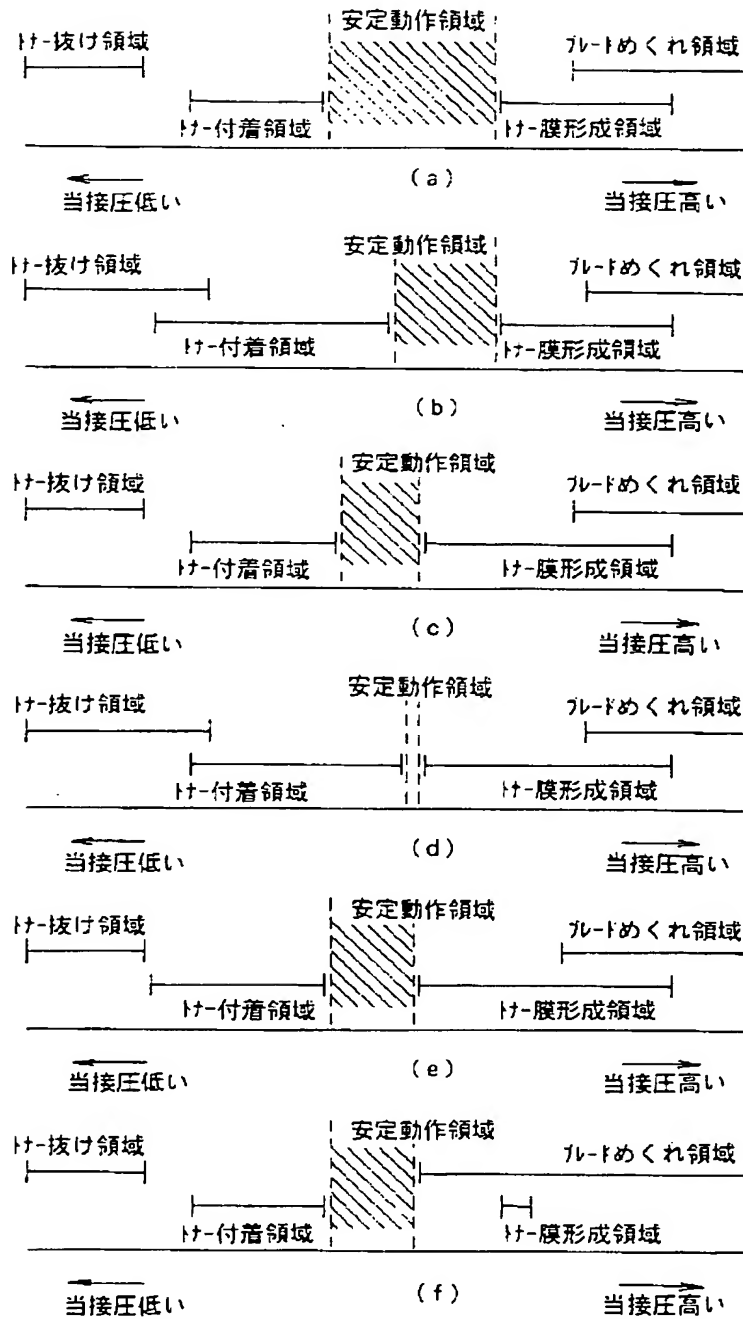 安定動作領域
ﾄﾅｰ抜け領域
ﾌﾞﾚｰﾄﾞめくれ領域
ﾄﾅｰ付着領域
ﾄﾅｰ膜形成領域
(a)
当接圧低い
当接圧高い
安定動作領域
ﾄﾅｰ抜け領域
ﾌﾞﾚｰﾄﾞめくれ領域
ﾄﾅｰ付着領域
ﾄﾅｰ膜形成領域
(b)
当接圧低い
当接圧高い
安定動作領域
ﾄﾅｰ抜け領域
ﾌﾞﾚｰﾄﾞめくれ領域
ﾄﾅｰ付着領域
ﾄﾅｰ膜形成領域
(c)
当接圧低い
当接圧高い
安定動作領域
ﾄﾅｰ抜け領域
ﾌﾞﾚｰﾄﾞめくれ領域
ﾄﾅｰ付着領域
ﾄﾅｰ膜形成領域
(d)
当接圧低い
当接圧高い
安定動作領域
ﾄﾅｰ抜け領域
ﾌﾞﾚｰﾄﾞめくれ領域
ﾄﾅｰ付着領域
ﾄﾅｰ膜形成領域
(e)
当接圧低い
当接圧高い
安定動作領域
ﾄﾅｰ抜け領域
ﾌﾞﾚｰﾄﾞめくれ領域
ﾄﾅｰ付着領域
ﾄﾅｰ膜形成領域
(f)
当接圧低い
当接圧高い